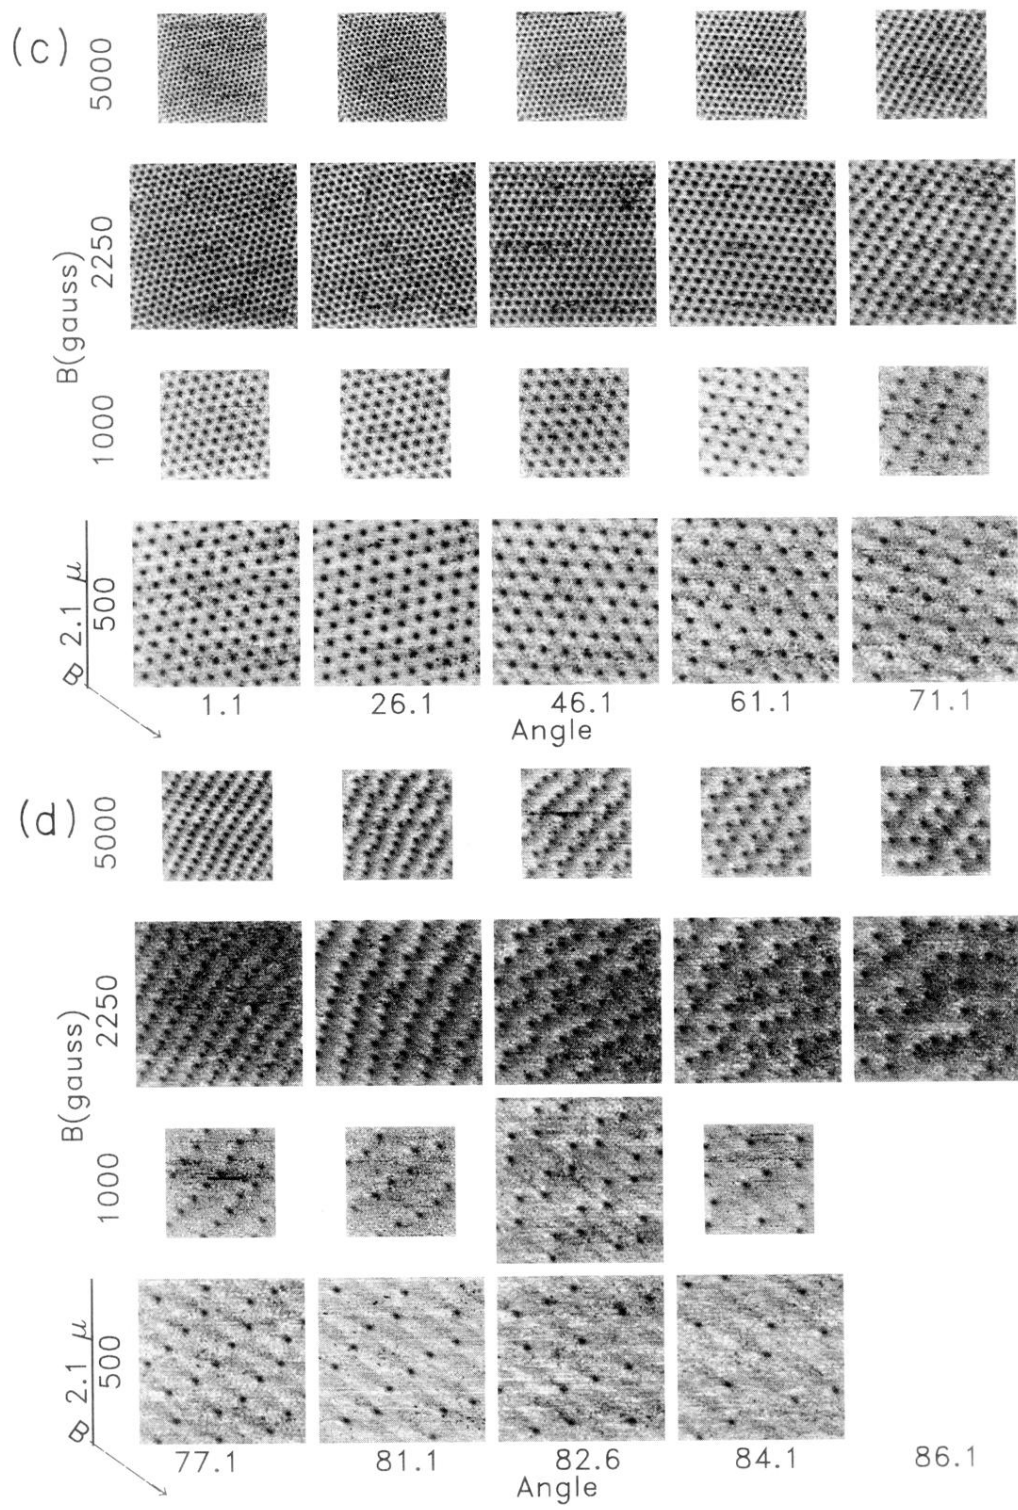 (c)
5000
2250
B(gauss)
1000
2.1 μ
500
B
1.1 26.1 46.1 61.1 71.1
Angle
(d)
5000
2250
B(gauss)
1000
2.1 μ
500
B
77.1 81.1 82.6 84.1 86.1
Angle